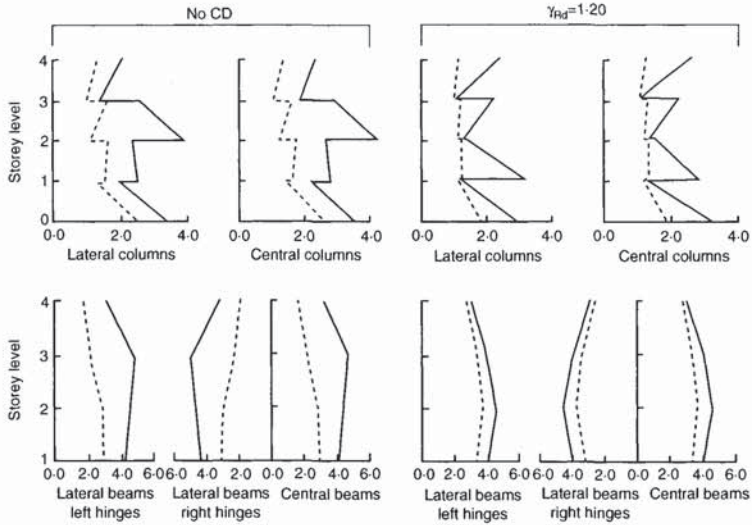 No CD
γRd=1·20
4
3
2
1
0
Storey level
0·0 2·0 4·0
Lateral columns
0·0 2·0 4·0
Central columns
0·0 2·0 4·0
Lateral columns
0·0 2·0 4·0
Central columns
4
3
2
1
Storey level
0·0 2·0 4·0 6·0
Lateral beams
left hinges
6·0 4·0 2·0 0·0
Lateral beams
right hinges
2·0 4·0 6·0
Central beams
0·0 2·0 4·0 6·0
Lateral beams
left hinges
6·0 4·0 2·0 0·0
Lateral beams
right hinges
2·0 4·0 6·0
Central beams